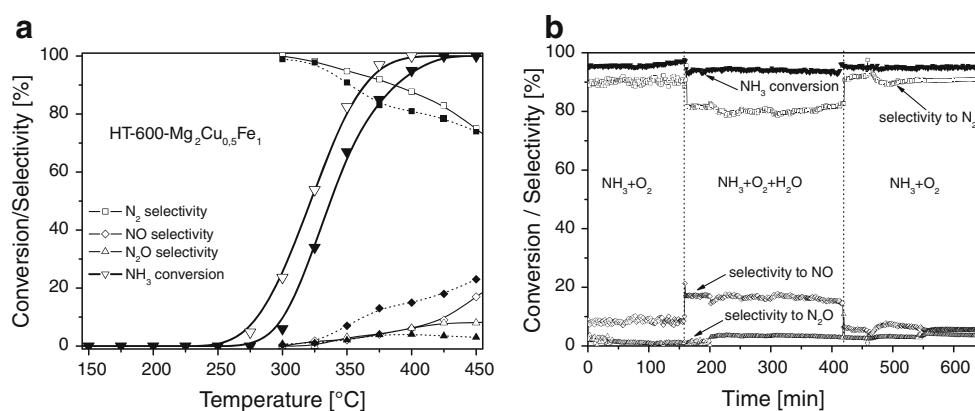 a
Conversion/Selectivity [%]
100
80
60
40
20
0
HT-600-Mg₂Cu₀,₅Fe₁
N₂ selectivity
NO selectivity
N₂O selectivity
NH₃ conversion
150 200 250 300 350 400 450
Temperature [°C]
b
Conversion / Selectivity [%]
100
80
60
40
20
0
NH₃ conversion
selectivity to N₂
NH₃+O₂
NH₃+O₂+H₂O
NH₃+O₂
selectivity to NO
selectivity to N₂O
0 100 200 300 400 500 600
Time [min]